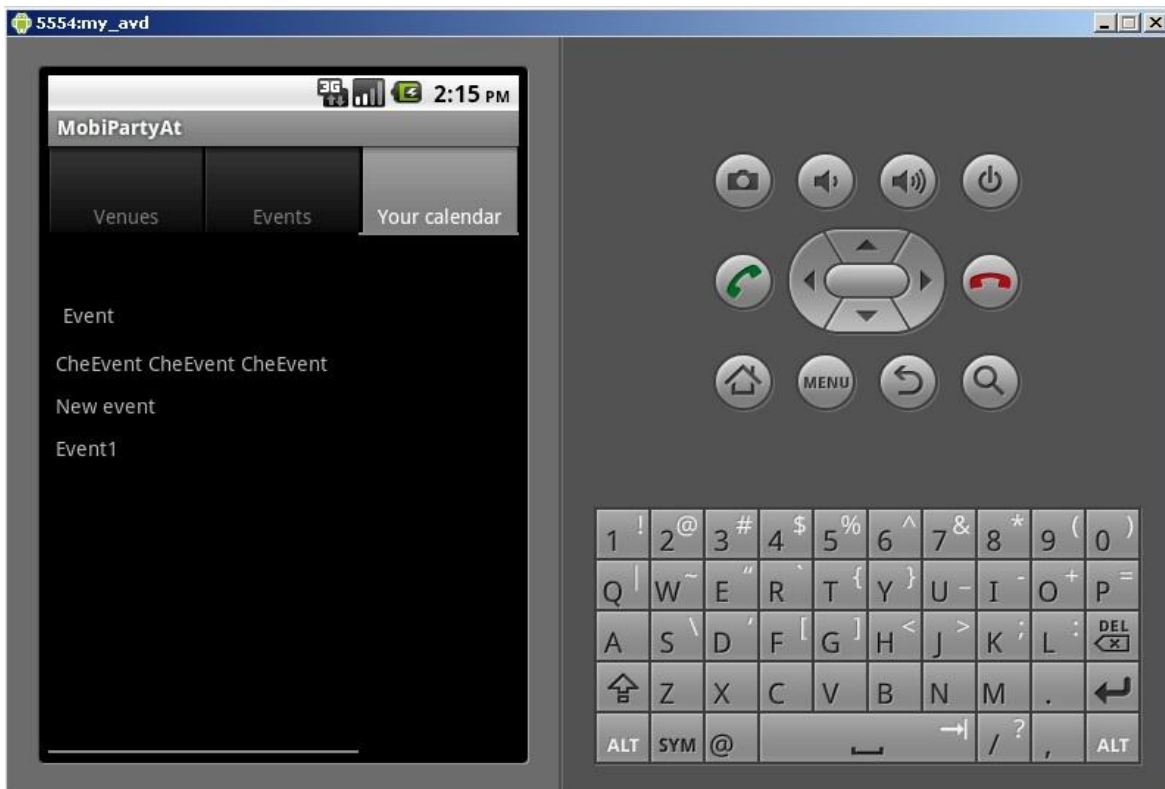 5554:my_avd
3G 2:15 PM
MobiPartyAt
Venues Events Your calendar
Event
CheEvent CheEvent CheEvent
New event
Event1
MENU
1 ! 2 @ 3 # 4 $ 5 % 6 ^ 7 & 8 * 9 ( 0 )
Q | W ~ E " R ` T { Y } U _ I - O + P =
A S \ D ' F [ G ] H < J > K ; L : DEL
Z X C V B N M .
ALT SYM @ / ? , ALT